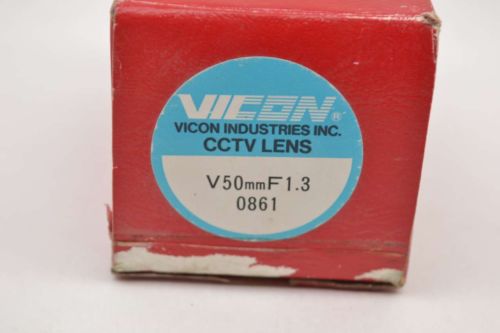 VICON®
VICON INDUSTRIES INC.
CCTV LENS
V50mmF1.3
0861